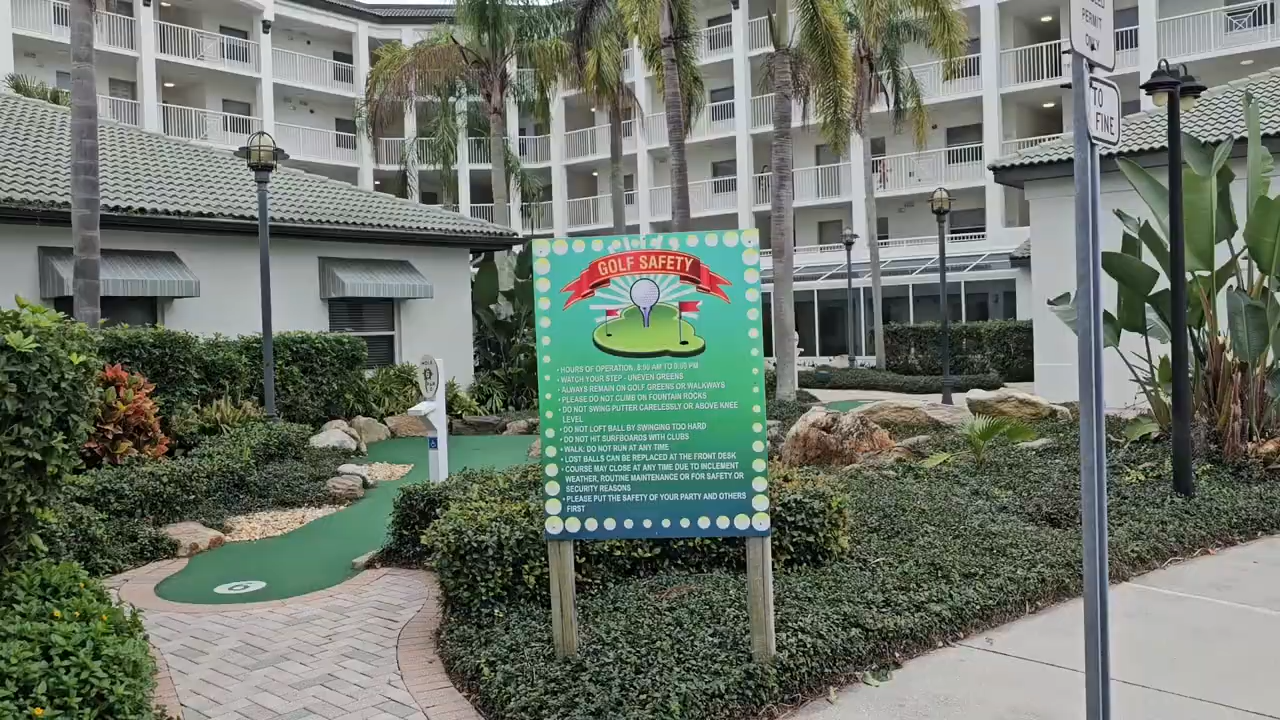 PERMIT
ONLY
TO
FINE
GOLF SAFETY
• HOURS OF OPERATION, 8:30 AM TO 9:00 PM
• WATCH YOUR STEP - UNEVEN GREENS
• ALWAYS REMAIN ON GOLF GREENS OR WALKWAYS
• PLEASE DO NOT CLIMB ON FOUNTAIN ROCKS
• DO NOT SWING PUTTER CARELESSLY OR ABOVE KNEE
LEVEL
• DO NOT LOFT BALL BY SWINGING TOO HARD
• DO NOT HIT SURFBOARDS WITH CLUBS
• WALK: DO NOT RUN AT ANY TIME
• LOST BALLS CAN BE REPLACED AT THE FRONT DESK
• COURSE MAY CLOSE AT ANY TIME DUE TO INCLEMENT
WEATHER, ROUTINE MAINTENANCE OR FOR SAFETY OR
SECURITY REASONS
• PLEASE PUT THE SAFETY OF YOUR PARTY AND OTHERS
FIRST